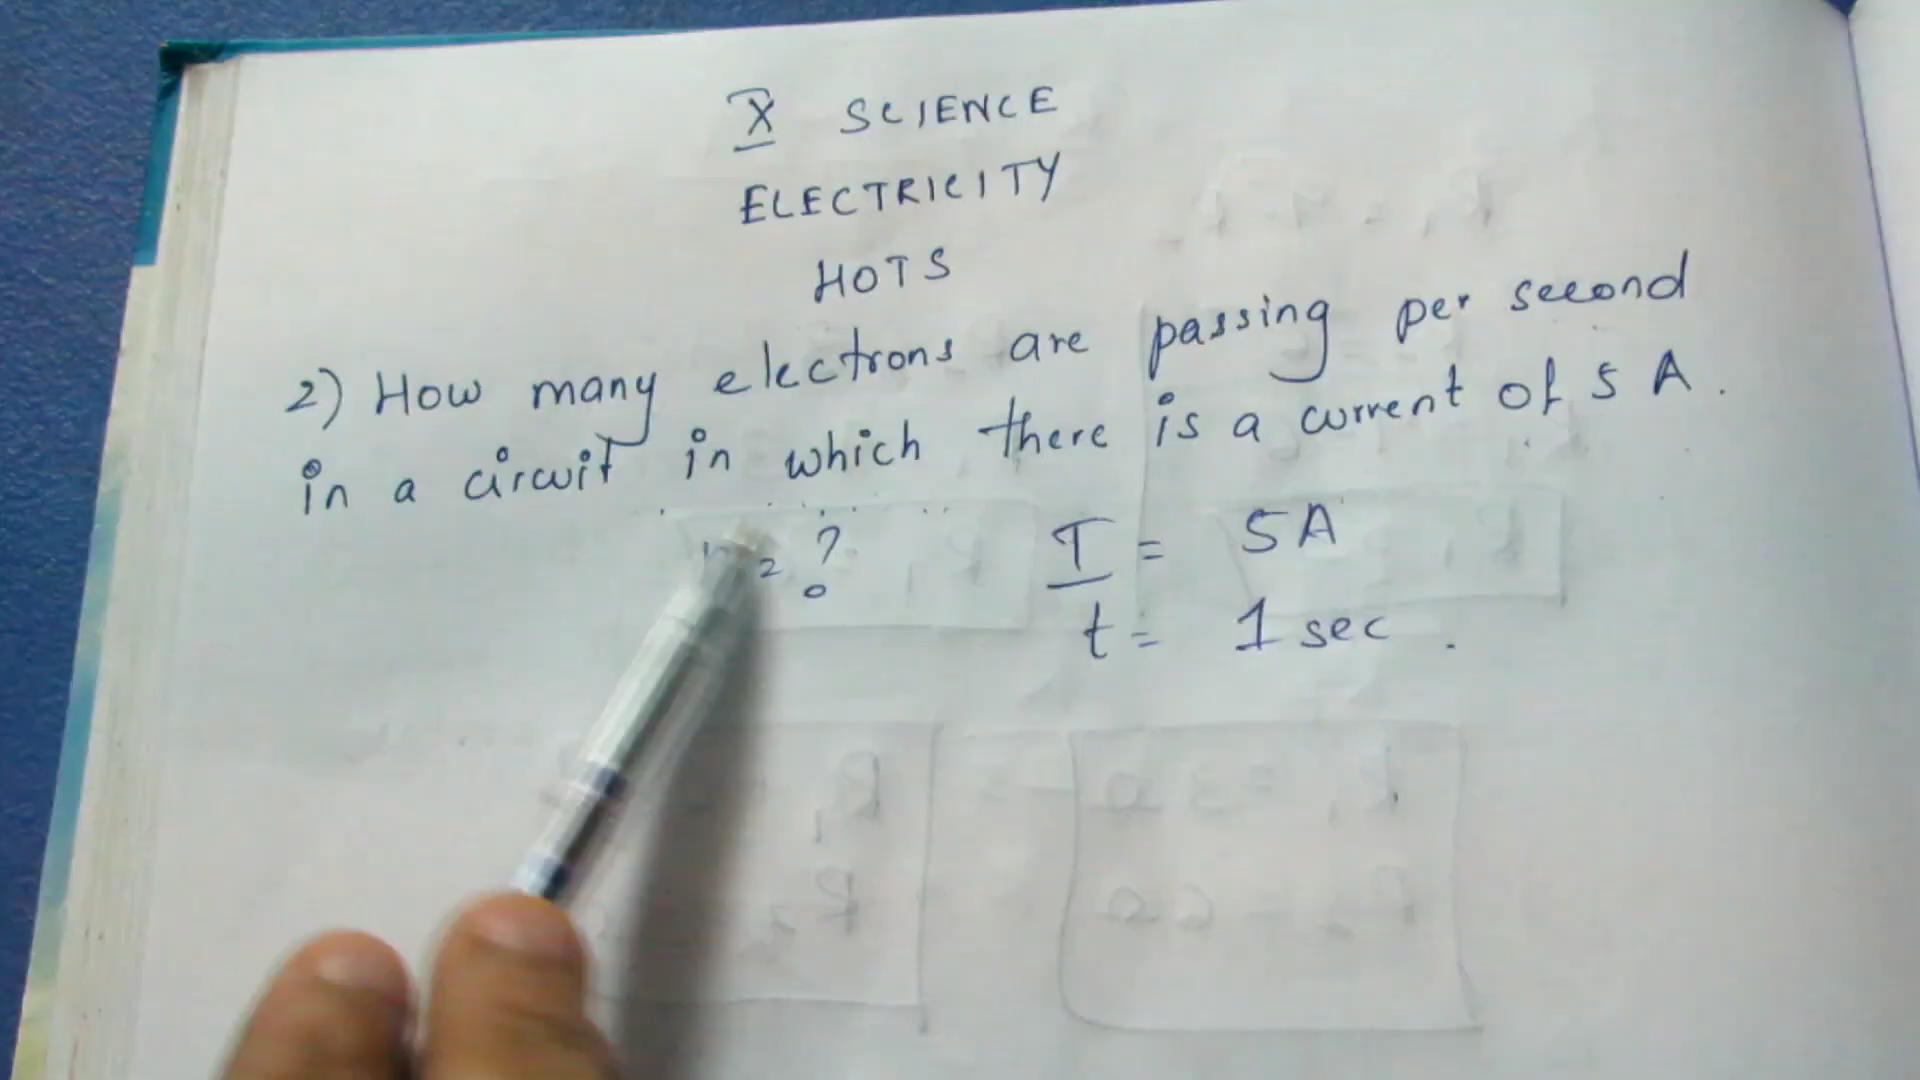 X SCIENCE
ELECTRICITY
HOTS
2) How many electrons are passing per second
in a circuit in which there is a current of 5 A.
n = ? I = 5A
t = 1 sec.